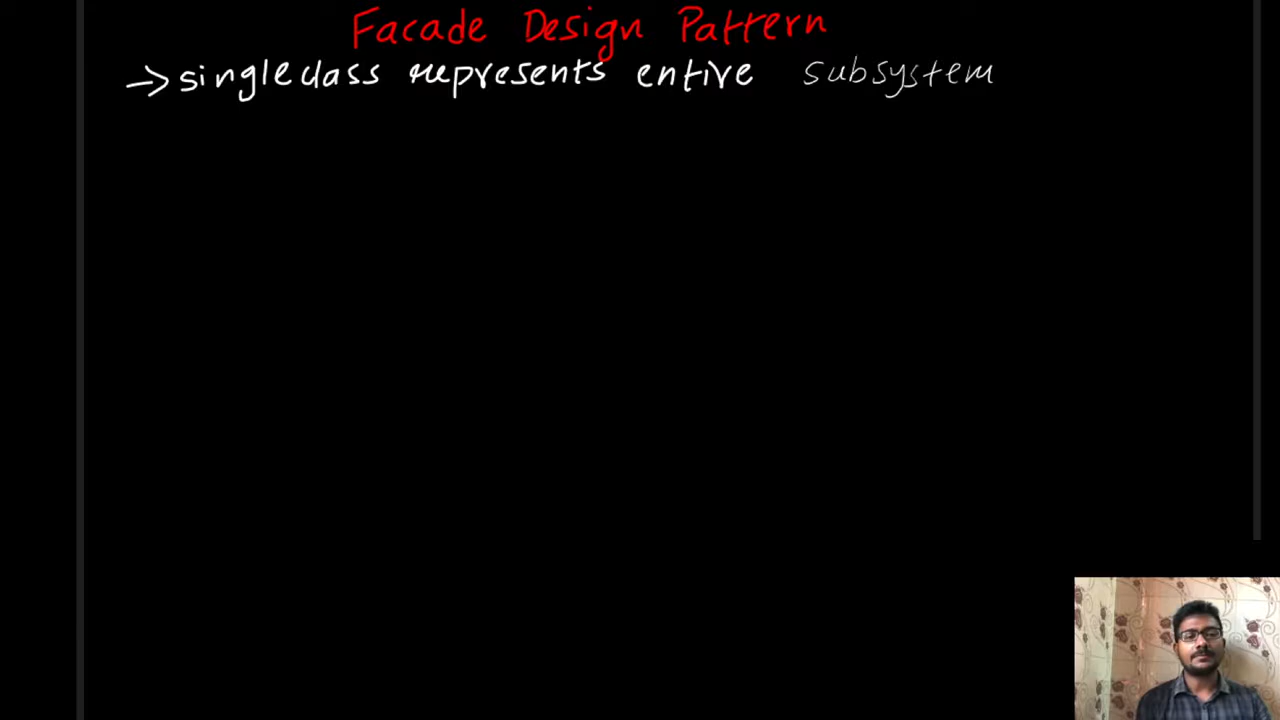 Facade Design Pattern
→ singleclass represents entire subsystem